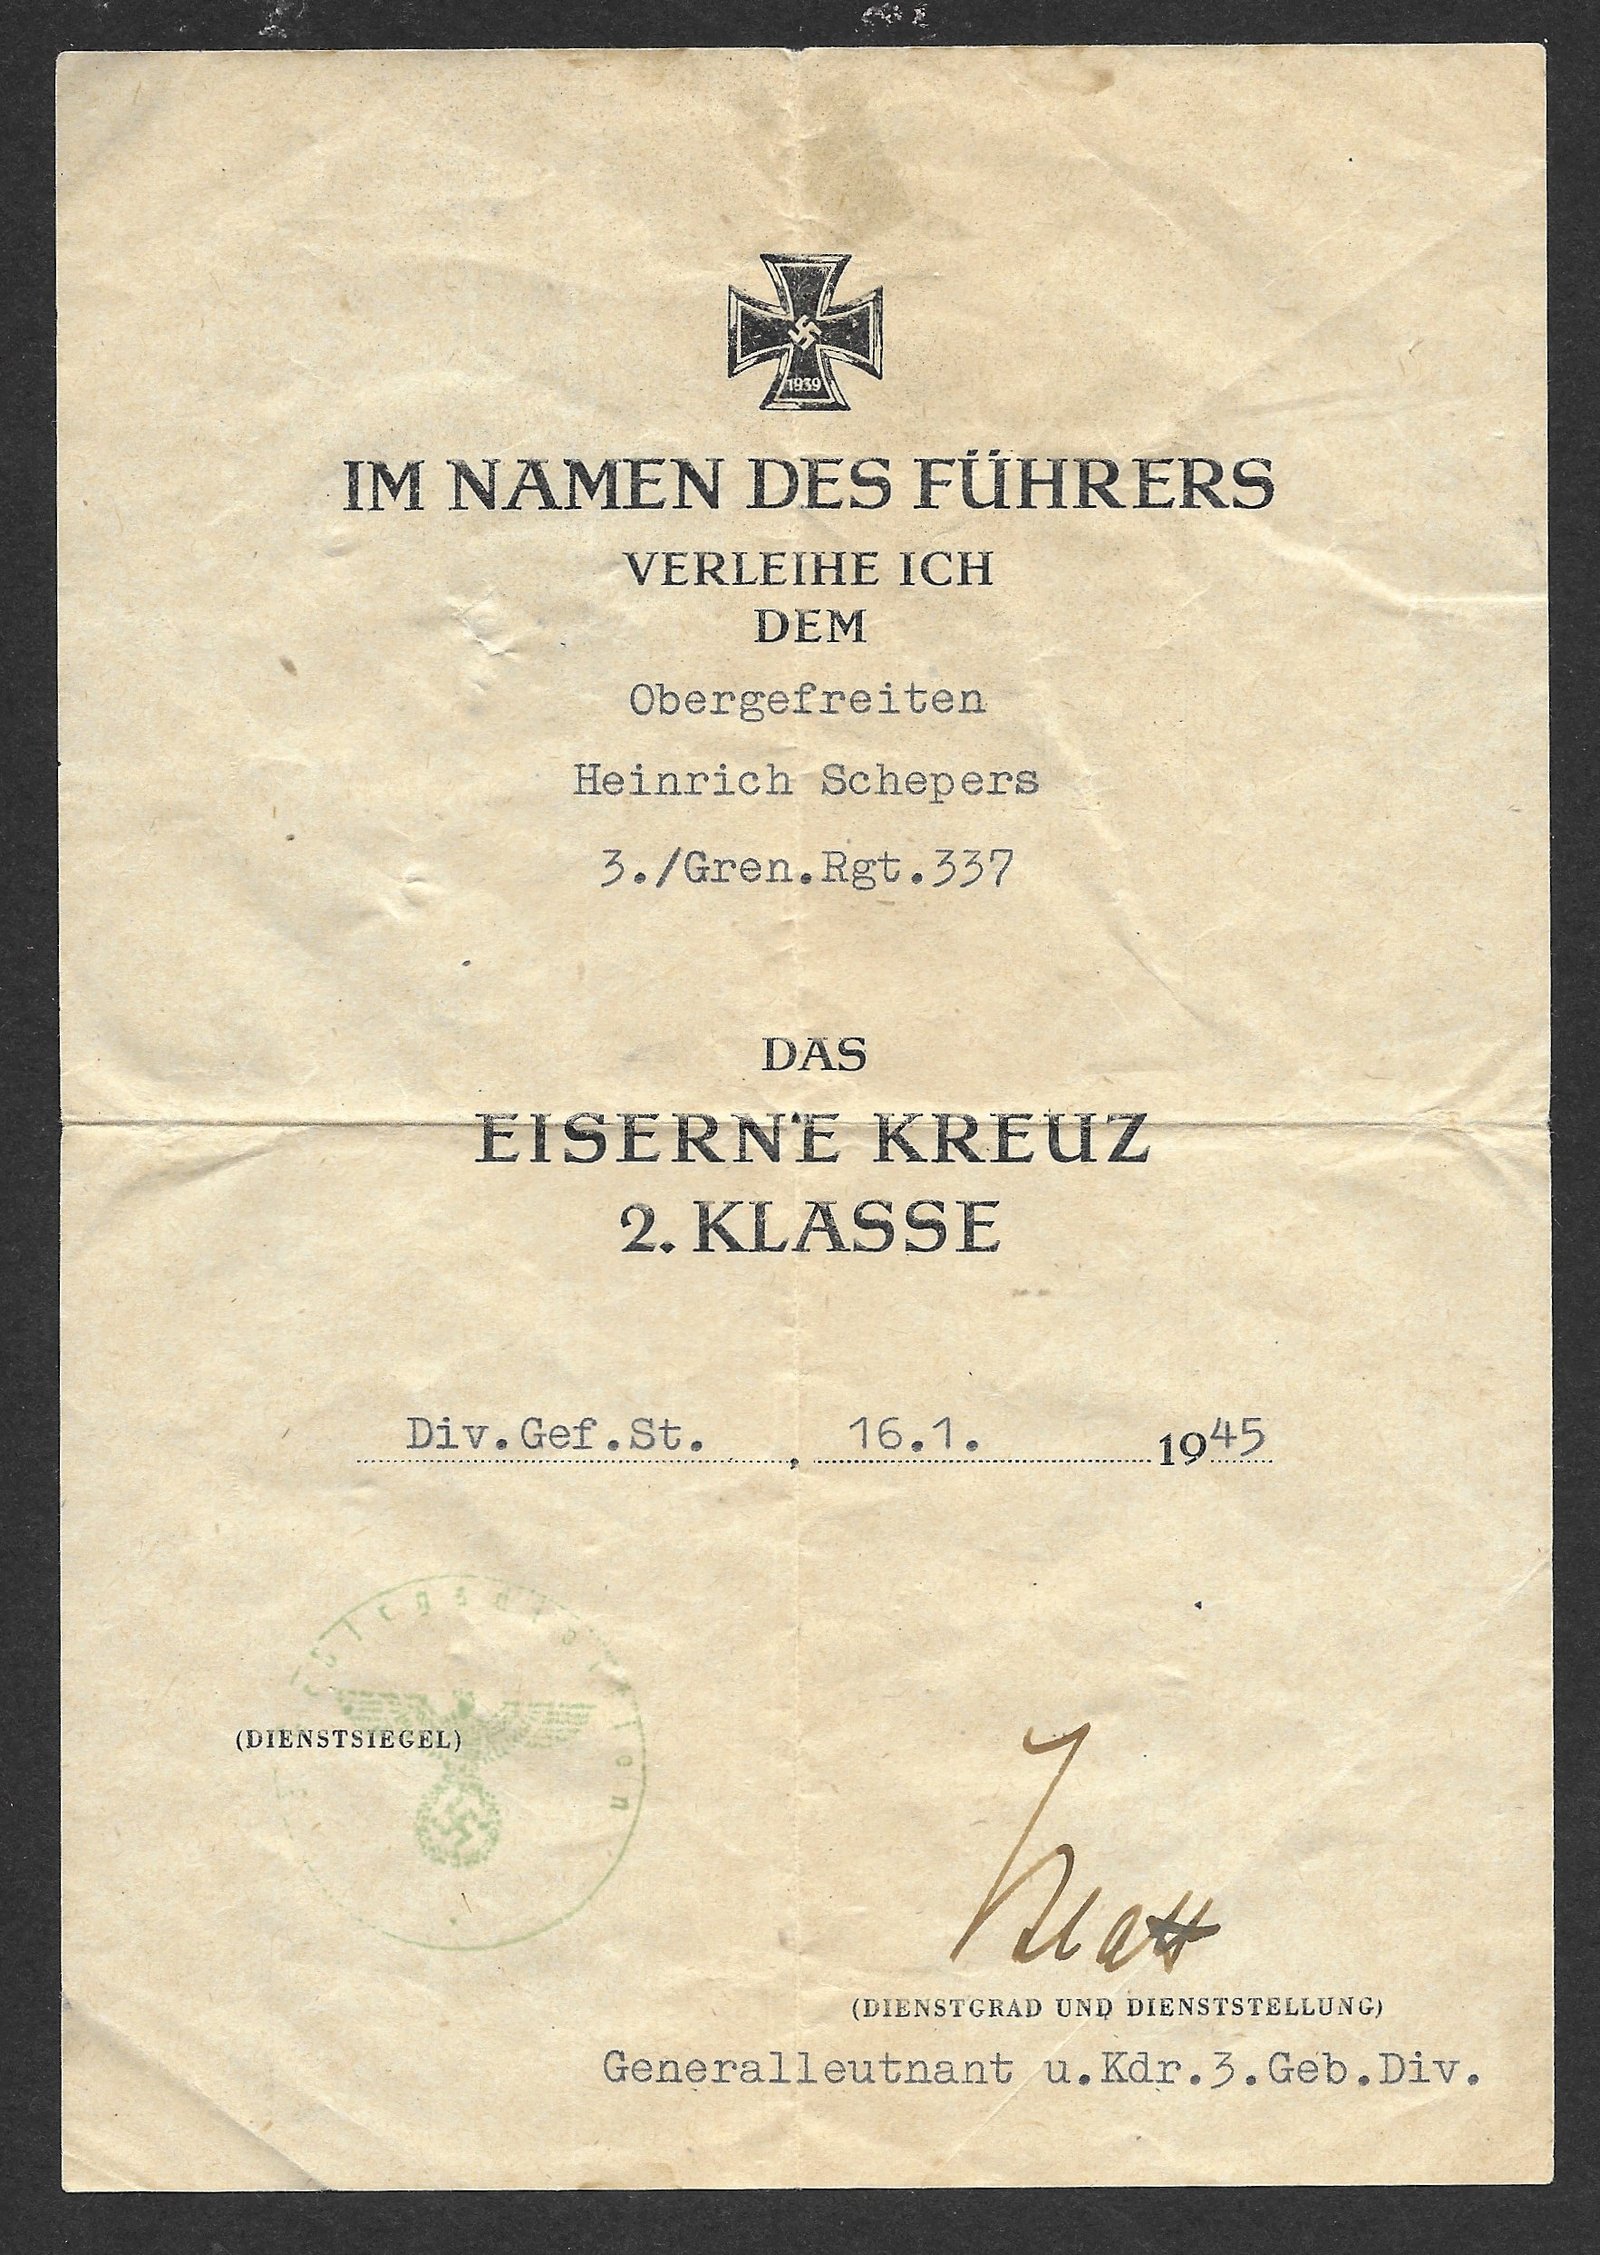 1939
IM NAMEN DES FÜHRERS
VERLEIHE ICH
DEM
Obergefreiten
Heinrich Schepers
3./Gren.Rgt.337
DAS
EISERNE KREUZ
2. KLASSE
Div.Gef.St. , 16.1. 1945
(DIENSTSIEGEL)
Klatt
(DIENSTGRAD UND DIENSTSTELLUNG)
Generalleutnant u.Kdr.3.Geb.Div.